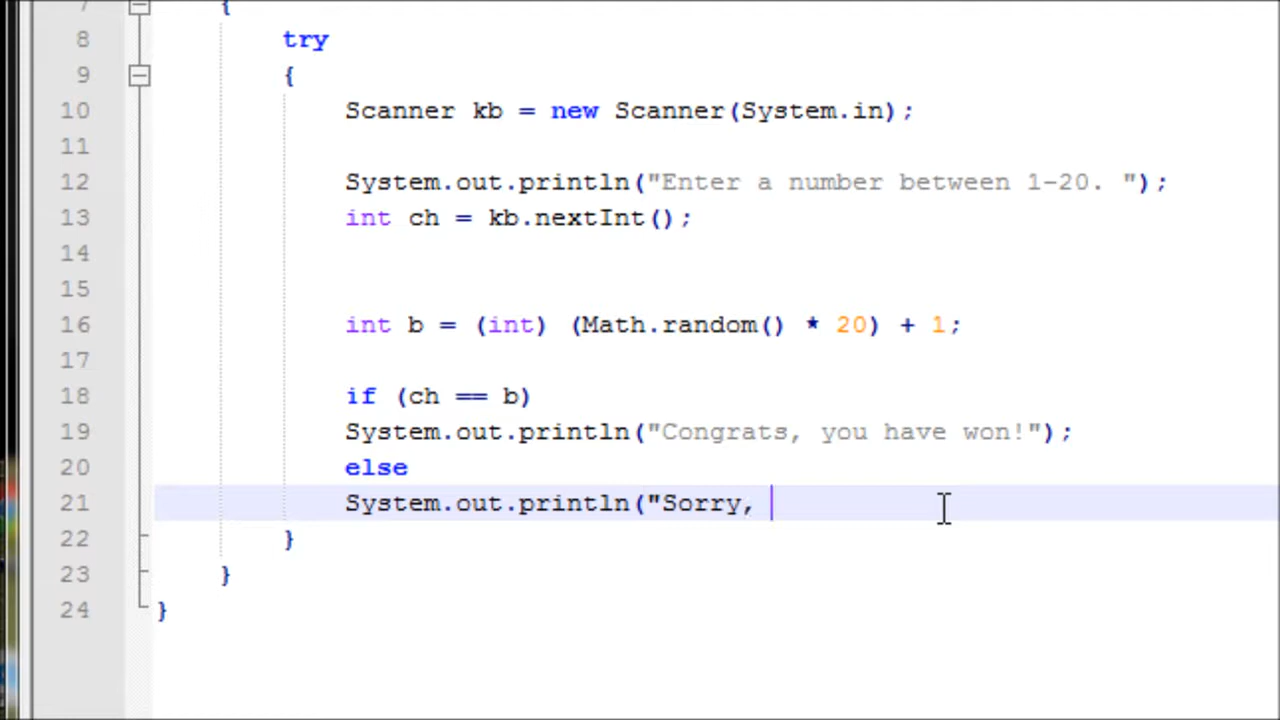 7 {
8 try
9 {
10 Scanner kb = new Scanner(System.in);
11
12 System.out.println("Enter a number between 1-20. ");
13 int ch = kb.nextInt();
14
15
16 int b = (int) (Math.random() * 20) + 1;
17
18 if (ch == b)
19 System.out.println("Congrats, you have won!");
20 else
21 System.out.println("Sorry,
22 }
23 }
24 }